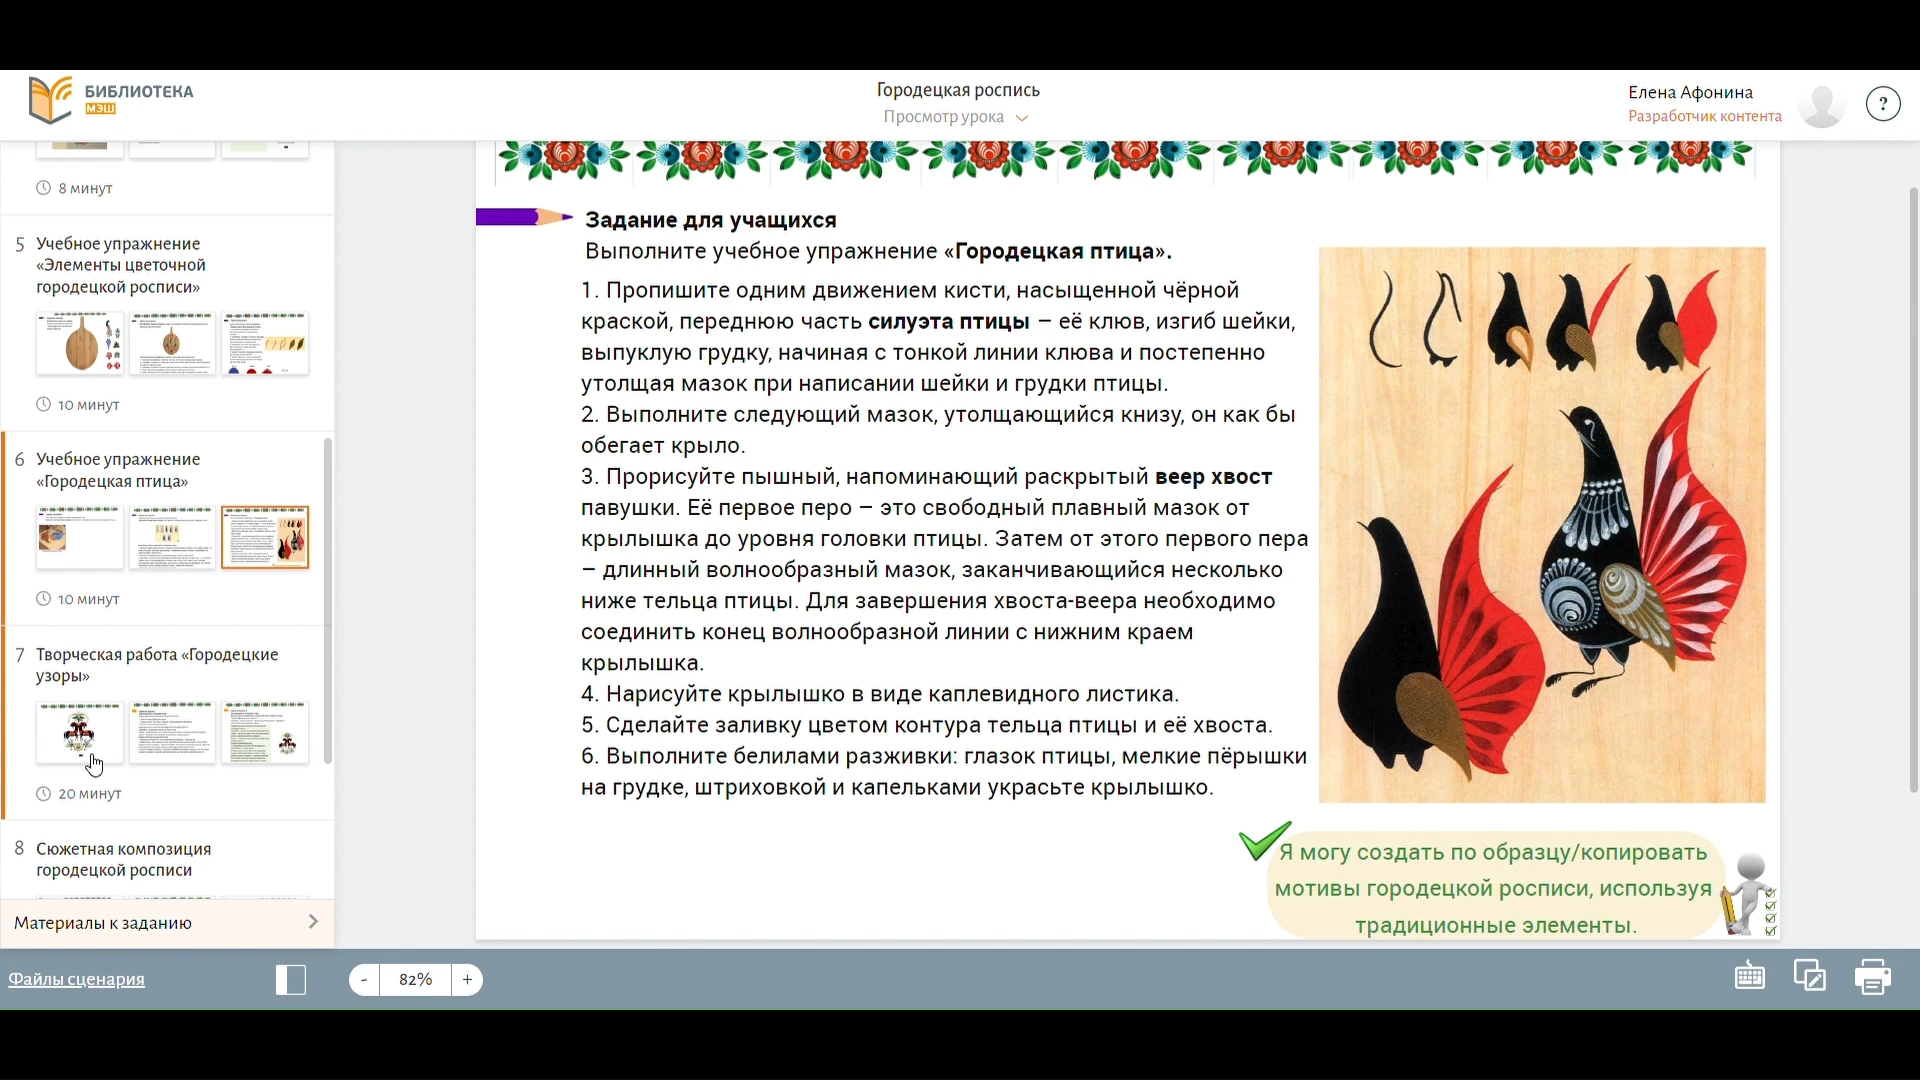 БИБЛИОТЕКА
МЭШ
Городецкая роспись
Просмотр урока
Елена Афонина
Разработчик контента
?
8 минут
5 Учебное упражнение
«Элементы цветочной
городецкой росписи»
10 минут
6 Учебное упражнение
«Городецкая птица»
10 минут
7 Творческая работа «Городецкие
узоры»
20 минут
8 Сюжетная композиция
городецкой росписи
Материалы к заданию
Задание для учащихся
Выполните учебное упражнение «Городецкая птица».
1. Пропишите одним движением кисти, насыщенной чёрной
краской, переднюю часть силуэта птицы – её клюв, изгиб шейки,
выпуклую грудку, начиная с тонкой линии клюва и постепенно
утолщая мазок при написании шейки и грудки птицы.
2. Выполните следующий мазок, утолщающийся книзу, он как бы
обегает крыло.
3. Прорисуйте пышный, напоминающий раскрытый веер хвост
павушки. Её первое перо – это свободный плавный мазок от
крылышка до уровня головки птицы. Затем от этого первого пера
– длинный волнообразный мазок, заканчивающийся несколько
ниже тельца птицы. Для завершения хвоста-веера необходимо
соединить конец волнообразной линии с нижним краем
крылышка.
4. Нарисуйте крылышко в виде каплевидного листика.
5. Сделайте заливку цветом контура тельца птицы и её хвоста.
6. Выполните белилами разживки: глазок птицы, мелкие пёрышки
на грудке, штриховкой и капельками украсьте крылышко.
Я могу создать по образцу/копировать
мотивы городецкой росписи, используя
традиционные элементы.
Файлы сценария
- 82% +